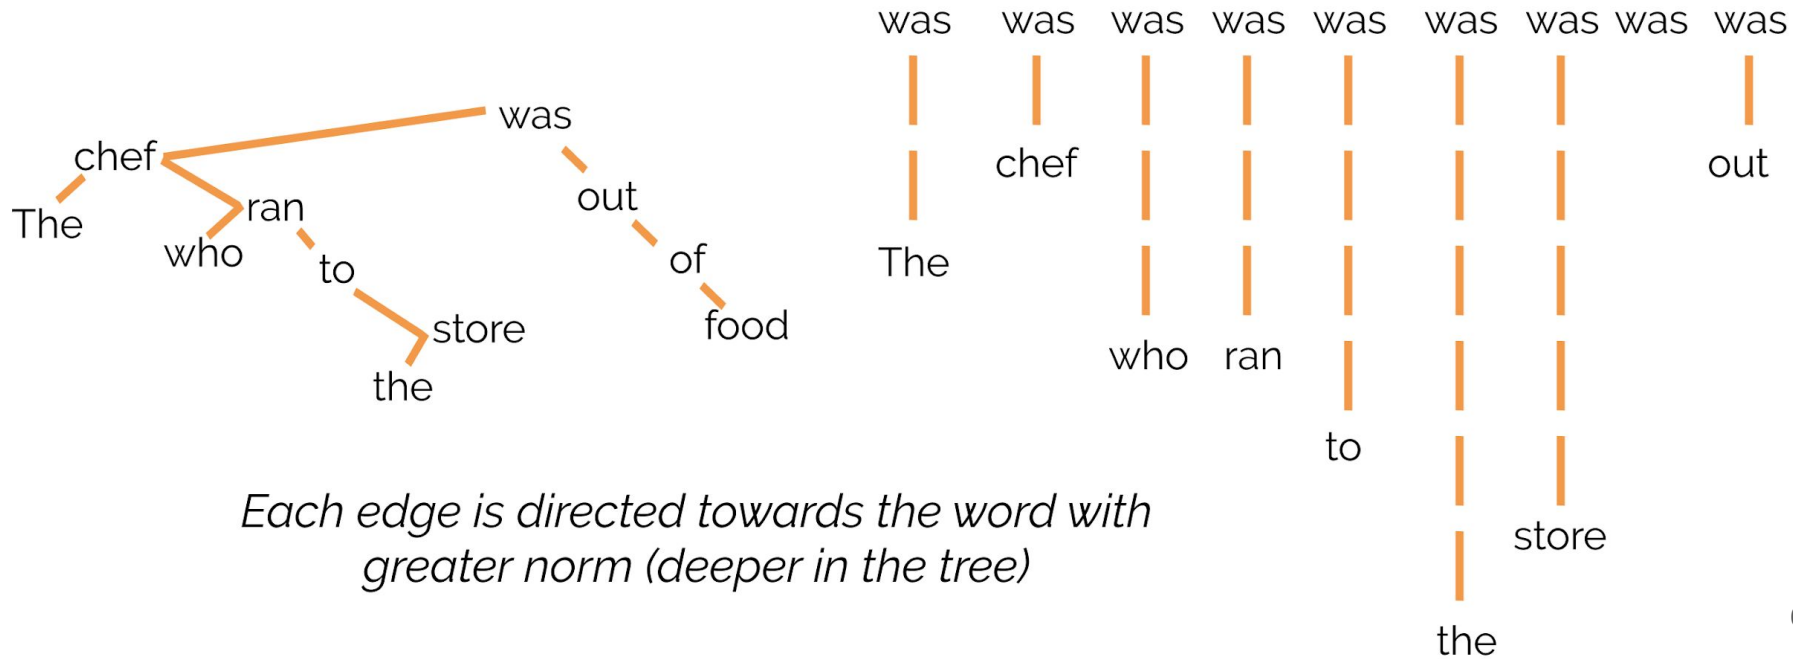 was was was was was was was was was
was
chef
chef
out
ran
out
The
who
of
The
to
store
food
who
ran
the
to
Each edge is directed towards the word with
greater norm (deeper in the tree)
store
the